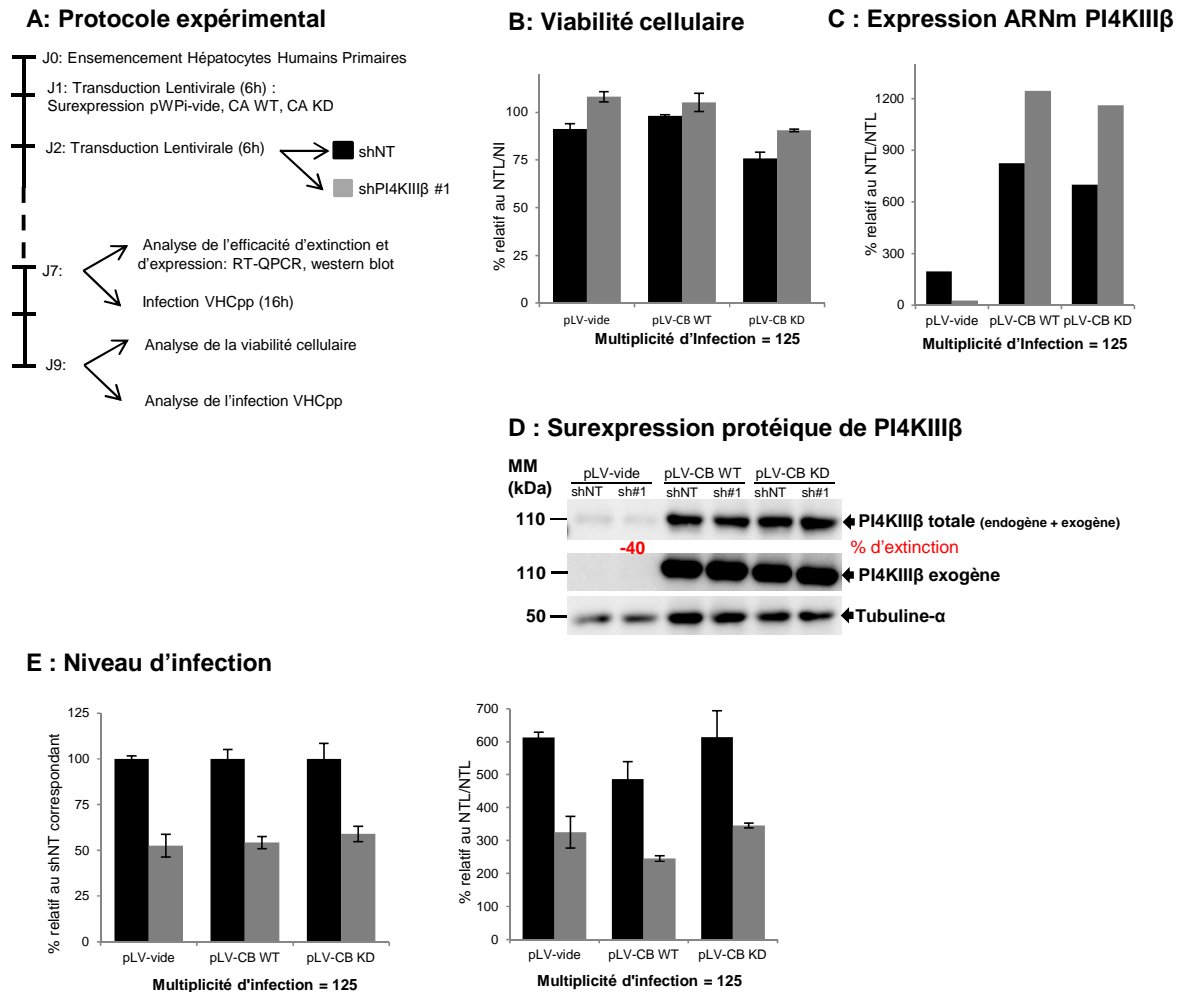 A: Protocole expérimental
J0: Ensemencement Hépatocytes Humains Primaires
J1: Transduction Lentivirale (6h) :
Surexpression pWPi-vide, CA WT, CA KD
J2: Transduction Lentivirale (6h)
shNT
shPI4KIIIβ #1
J7:
Analyse de l'efficacité d'extinction et
d'expression: RT-QPCR, western blot
Infection VHCpp (16h)
J9:
Analyse de la viabilité cellulaire
Analyse de l'infection VHCpp
B: Viabilité cellulaire
% relatif au NTL/NI
100
75
50
25
0
pLV-vide pLV-CB WT pLV-CB KD
Multiplicité d'Infection = 125
C : Expression ARNm PI4KIIIβ
% relatif au NTL/NTL
1200
900
600
300
0
pLV-vide pLV-CB WT pLV-CB KD
Multiplicité d'Infection = 125
D : Surexpression protéique de PI4KIIIβ
MM
(kDa)
pLV-vide pLV-CB WT pLV-CB KD
shNT sh#1 shNT sh#1 shNT sh#1
110 PI4KIIIβ totale (endogène + exogène)
-40 % d'extinction
110 PI4KIIIβ exogène
50 Tubuline-α
E : Niveau d'infection
% relatif au shNT correspondant
125
100
75
50
25
0
pLV-vide pLV-CB WT pLV-CB KD
Multiplicité d'infection = 125
% relatif au NTL/NTL
700
600
500
400
300
200
100
0
pLV-vide pLV-CB WT pLV-CB KD
Multiplicité d'infection = 125